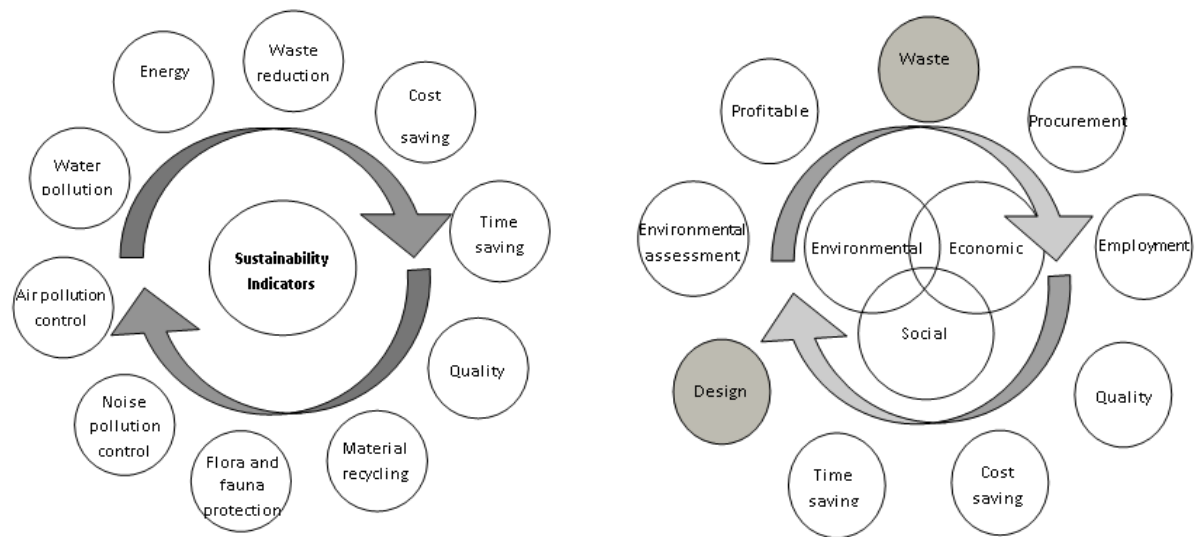 Waste
reduction
Energy
Cost
saving
Water
pollution
Time
saving
Sustainability
Indicators
Air pollution
control
Quality
Noise
pollution
control
Material
recycling
Flora and
fauna
protection
Waste
Profitable
Procurement
Environmental
assessment
Environmental
Economic
Employment
Social
Design
Quality
Time
saving
Cost
saving